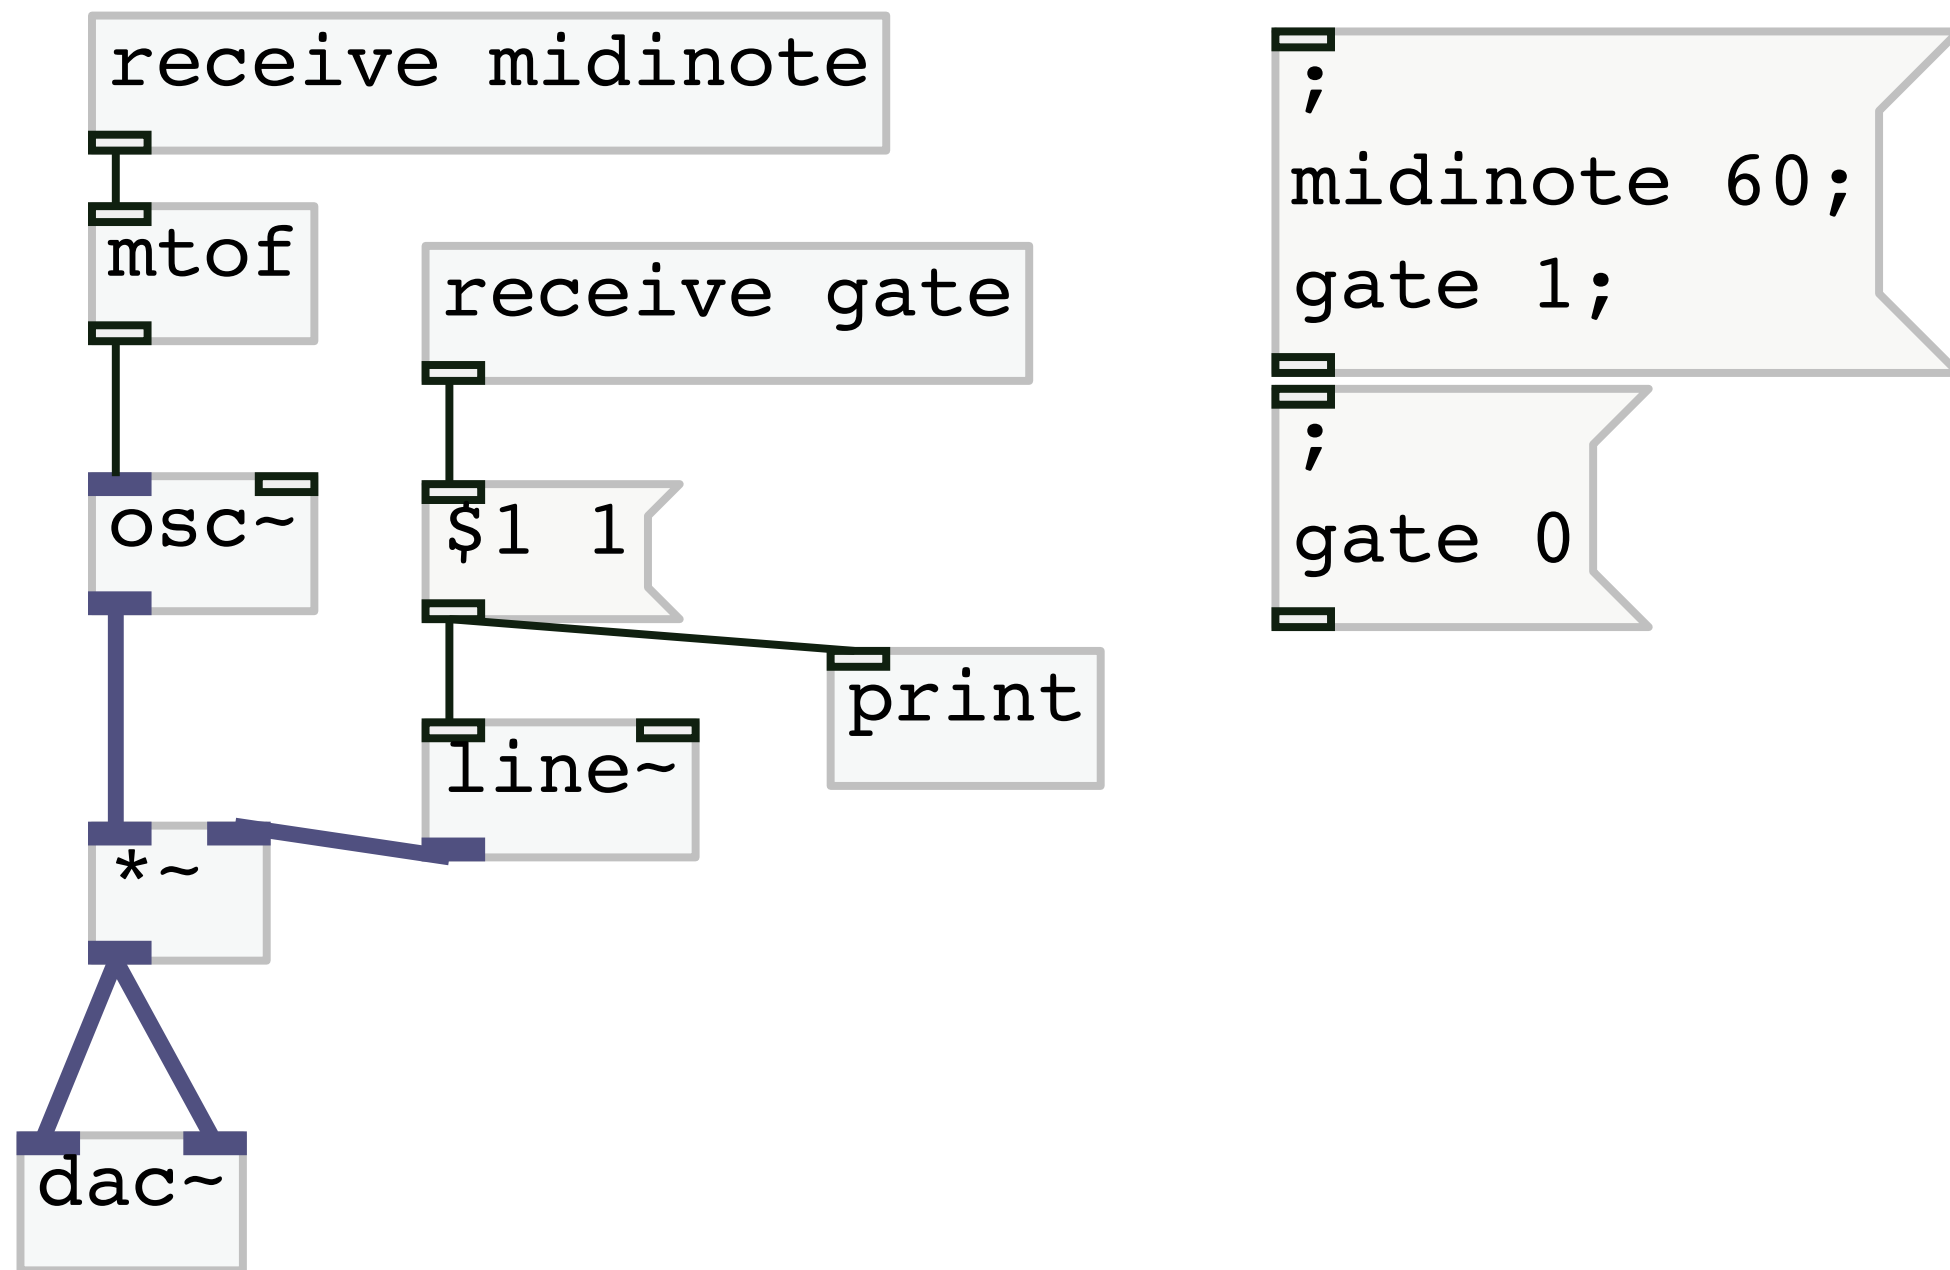 receive midinote
mtof
receive gate
osc~
$1 1
print
line~
*~
dac~
;
midinote 60;
gate 1;
;
gate 0